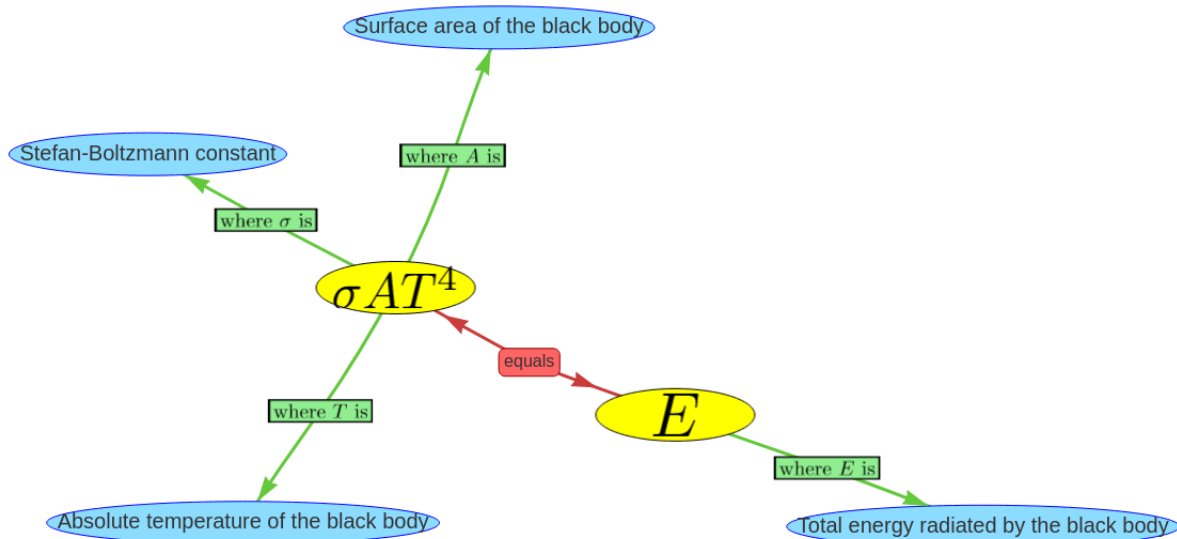 Surface area of the black body
Stefan-Boltzmann constant
where A is
where σ is
σAT⁴
equals
where T is
E
where E is
Absolute temperature of the black body
Total energy radiated by the black body